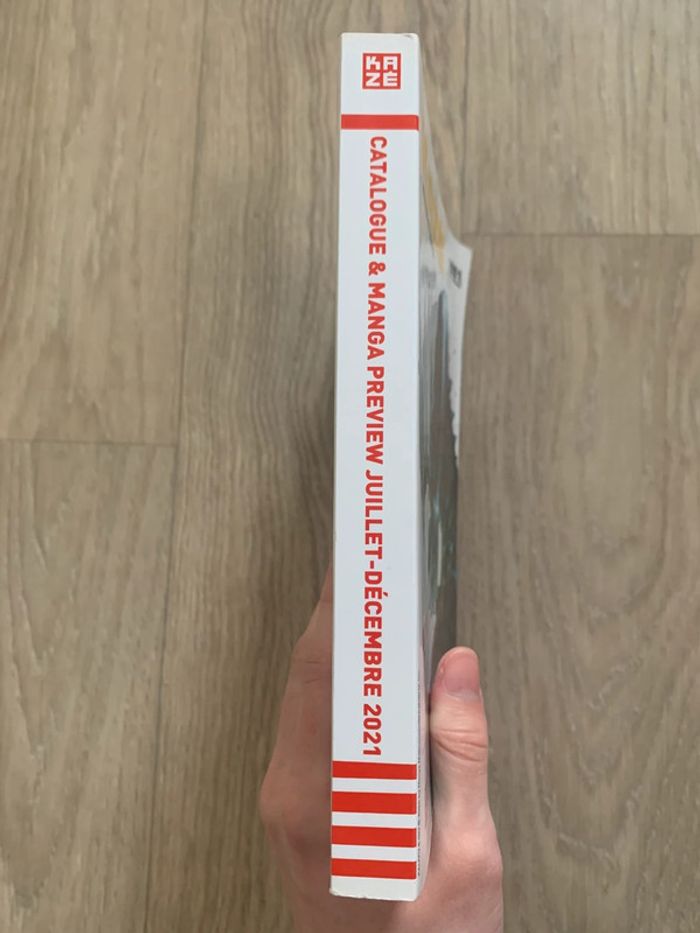 KAZE
CATALOGUE & MANGA PREVIEW JUILLET-DÉCEMBRE 2021